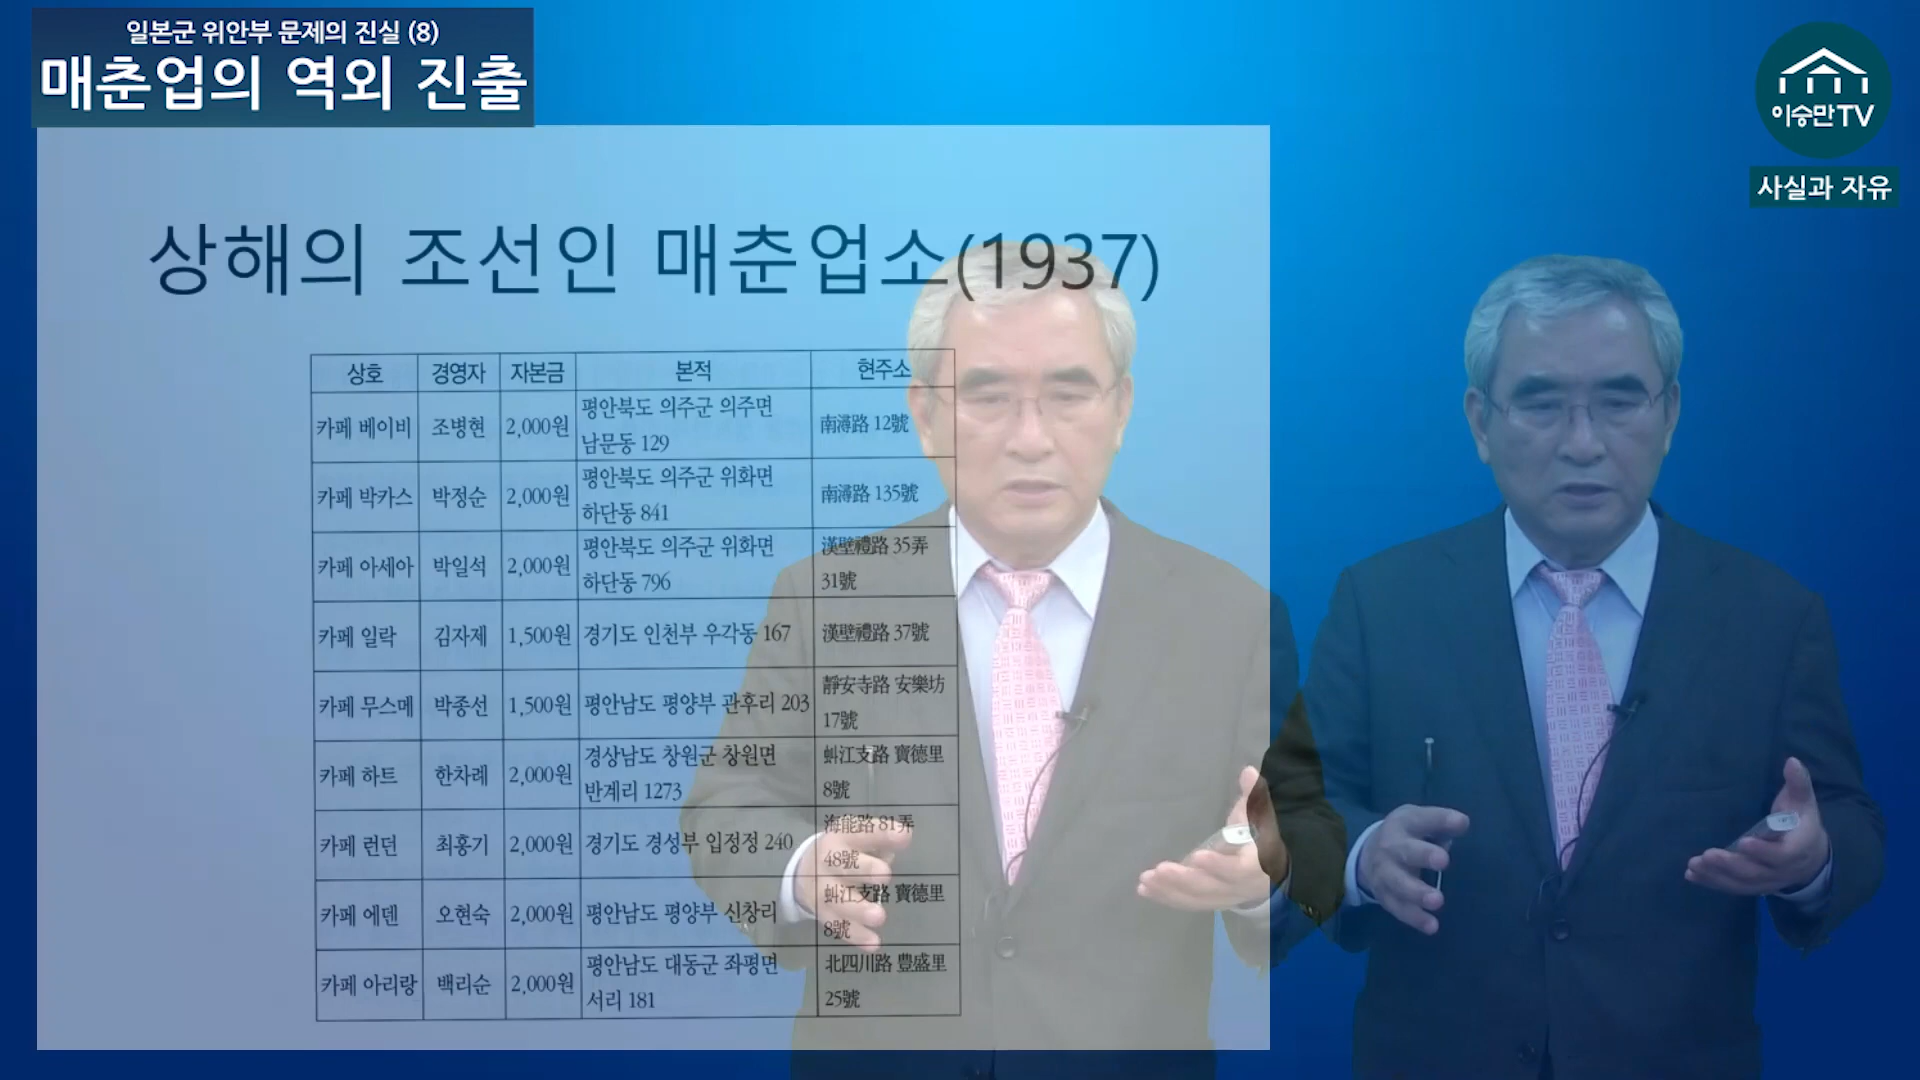 일본군 위안부 문제의 진실 (8)
매춘업의 역외 진출
이승만TV
사실과 자유
상해의 조선인 매춘업소(1937)
상호 경영자 자본금 본적 현주소
카페 베이비 조병현 2,000원 평안북도 의주군 의주면 남문동 129 南潯路 12號
카페 박카스 박정순 2,000원 평안북도 의주군 위화면 하단동 841 南潯路 135號
카페 아세아 박일석 2,000원 평안북도 의주군 위화면 하단동 796 漢壁禮路 35弄 31號
카페 일락 김자제 1,500원 경기도 인천부 우각동 167 漢壁禮路 37號
카페 무스메 박종선 1,500원 평안남도 평양부 관후리 203 靜安寺路 安樂坊 17號
카페 하트 한차례 2,000원 경상남도 창원군 창원면 반계리 1273 虯江支路 寶德里 8號
카페 런던 최홍기 2,000원 경기도 경성부 입정정 240 海能路 81弄 48號
카페 에덴 오현숙 2,000원 평안남도 평양부 신창리 虯江支路 寶德里 8號
카페 아리랑 백리순 2,000원 평안남도 대동군 좌평면 서리 181 北四川路 豊盛里 25號